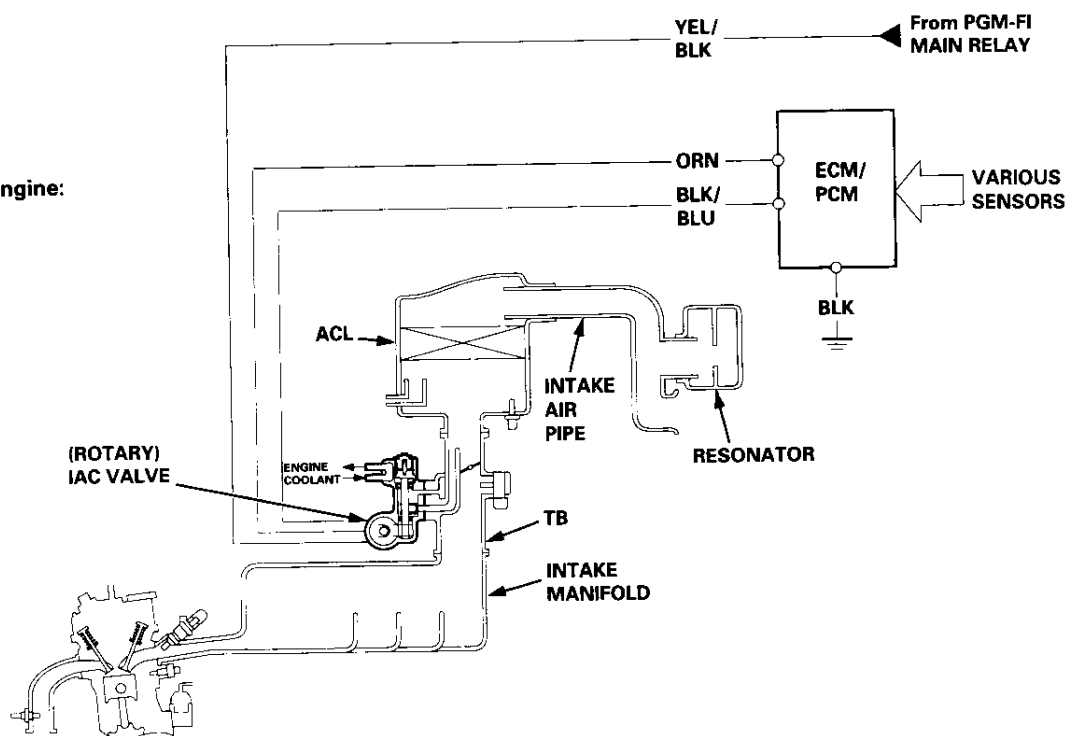 YEL/
BLK
From PGM-FI
MAIN RELAY
ORN
ECM/
PCM
VARIOUS
SENSORS
ngine:
BLK/
BLU
BLK
ACL
INTAKE
AIR
PIPE
RESONATOR
(ROTARY)
IAC VALVE
ENGINE
COOLANT
TB
INTAKE
MANIFOLD